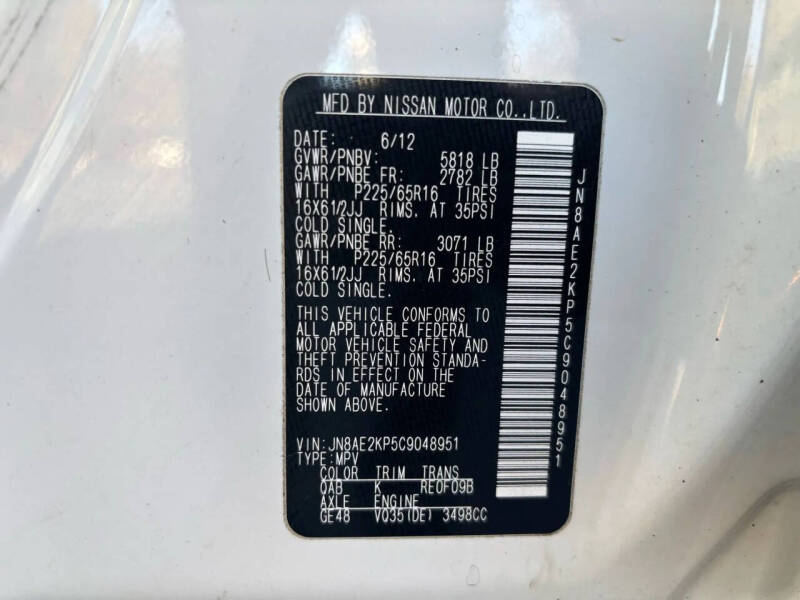 MFD BY NISSAN MOTOR CO.,LTD.
DATE: 6/12
GVWR/PNBV: 5818 LB
GAWR/PNBE FR: 2782 LB
WITH P225/65R16 TIRES
16X61/2JJ RIMS. AT 35PSI
COLD SINGLE.
GAWR/PNBE RR: 3071 LB
WITH P225/65R16 TIRES
16X61/2JJ RIMS. AT 35PSI
COLD SINGLE.
THIS VEHICLE CONFORMS TO
ALL APPLICABLE FEDERAL
MOTOR VEHICLE SAFETY AND
THEFT PREVENTION STANDA-
RDS IN EFFECT ON THE
DATE OF MANUFACTURE
SHOWN ABOVE.
VIN: JN8AE2KP5C9048951
TYPE: MPV
COLOR TRIM TRANS
QAB K RE0F09B
AXLE ENGINE
GE48 VQ35(DE) 3498CC
JN8AE2KP5C9048951